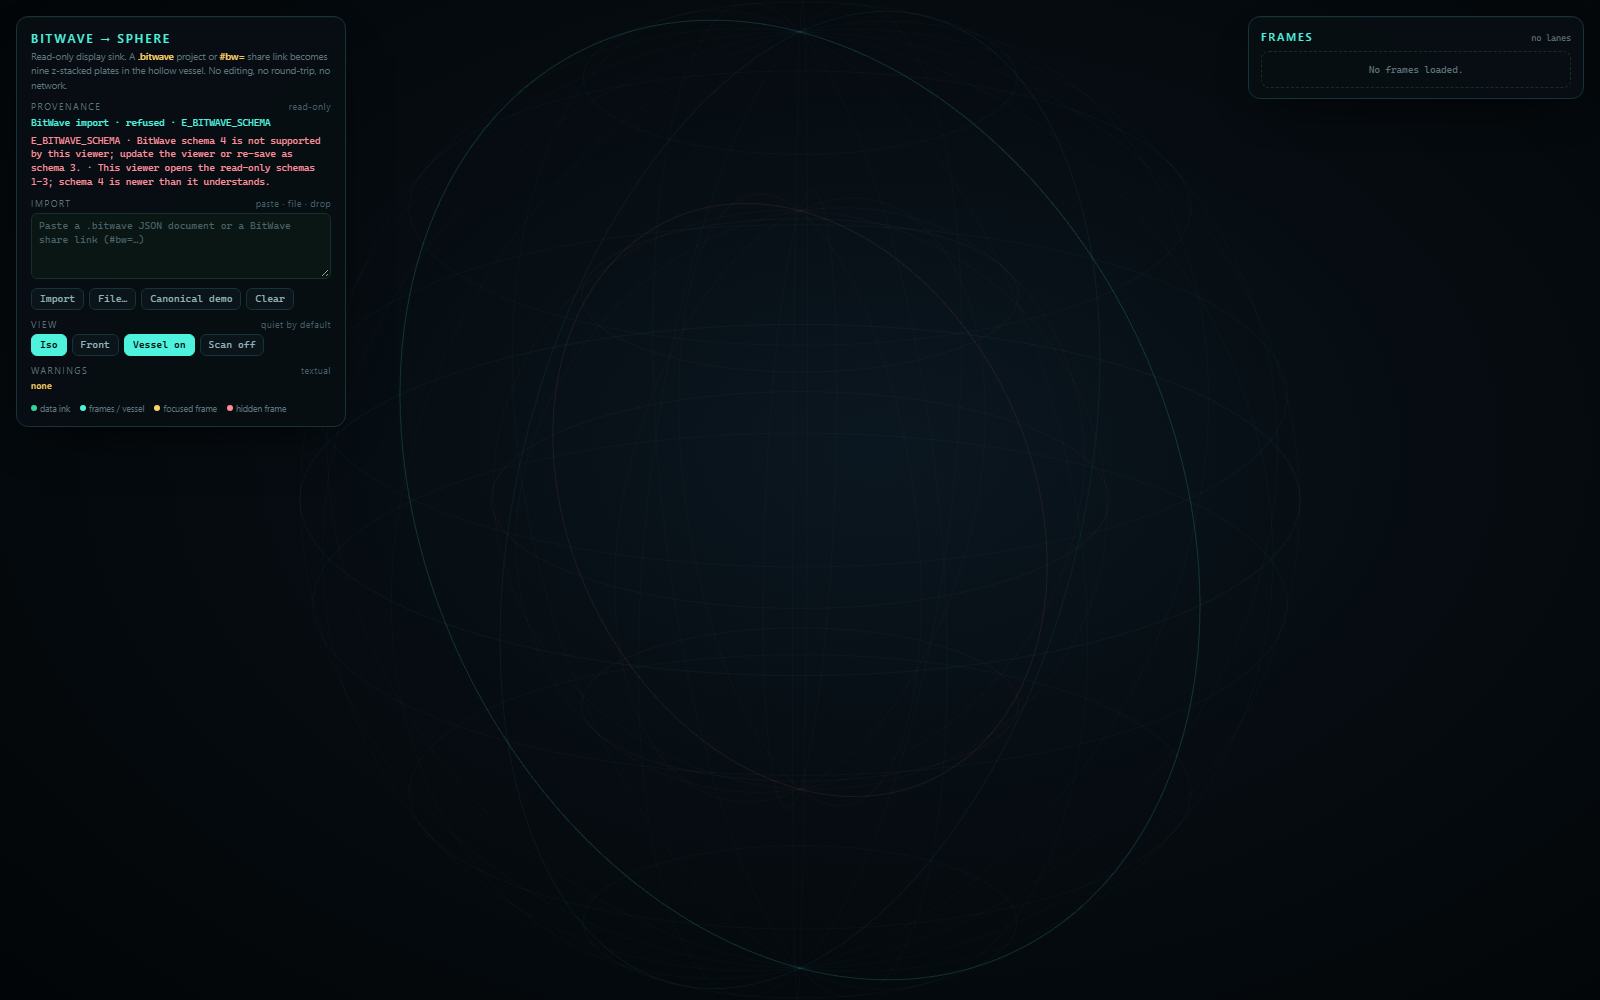 BITWAVE → SPHERE
Read-only display sink. A .bitwave project or #bw= share link becomes
nine z-stacked plates in the hollow vessel. No editing, no round-trip, no
network.
PROVENANCE read-only
BitWave import · refused · E_BITWAVE_SCHEMA
E_BITWAVE_SCHEMA · BitWave schema 4 is not supported
by this viewer; update the viewer or re-save as
schema 3. · This viewer opens the read-only schemas
1-3; schema 4 is newer than it understands.
IMPORT paste · file · drop
Paste a .bitwave JSON document or a BitWave
share link (#bw=…)
Import File… Canonical demo Clear
VIEW quiet by default
Iso Front Vessel on Scan off
WARNINGS textual
none
data ink frames / vessel focused frame hidden frame
FRAMES no lanes
No frames loaded.